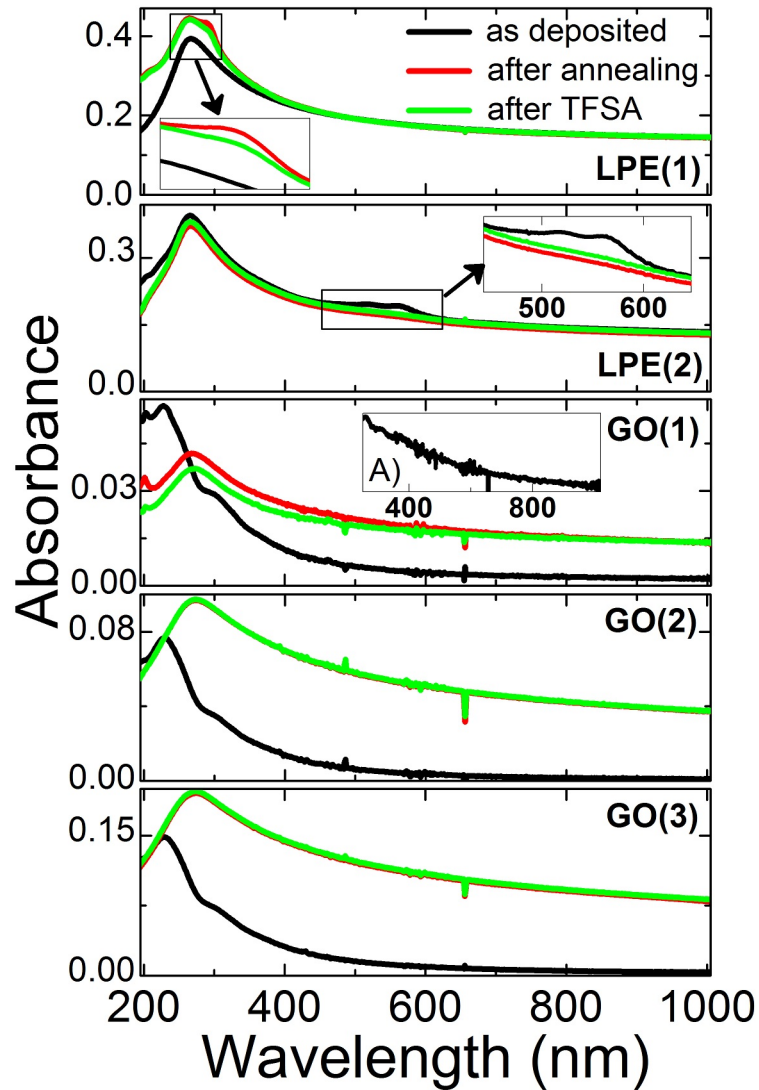 0.4
0.2
0.0
as deposited
after annealing
after TFSA
LPE(1)
0.3
0.0
500 600
LPE(2)
0.03
0.00
GO(1)
A)
400 800
0.08
0.00
GO(2)
0.15
0.00
GO(3)
200 400 600 800 1000
Absorbance
Wavelength (nm)